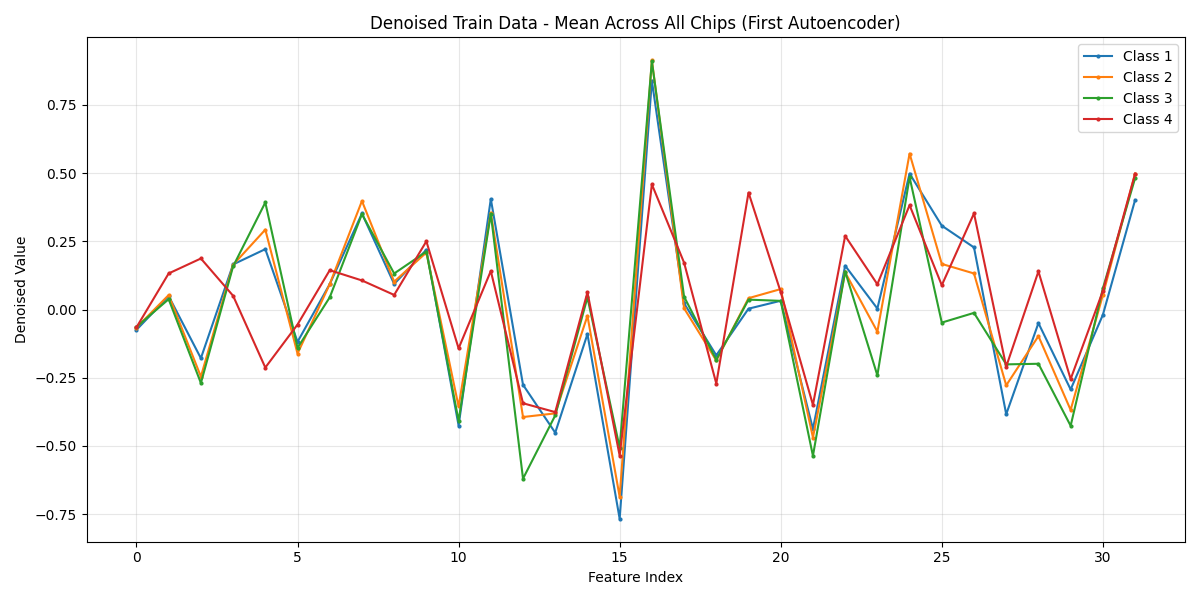 Denoised Train Data - Mean Across All Chips (First Autoencoder)
Class 1
Class 2
Class 3
Class 4
Denoised Value
0.75
0.50
0.25
0.00
−0.25
−0.50
−0.75
0 5 10 15 20 25 30
Feature Index